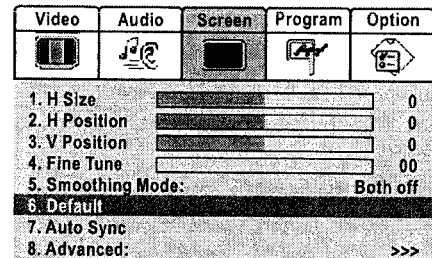 Video Audio Screen Program Option
1. H Size 0
2. H Position 0
3. V Position 0
4. Fine Tune 00
5. Smoothing Mode: Both off
6. Default
7. Auto Sync
8. Advanced: >>>